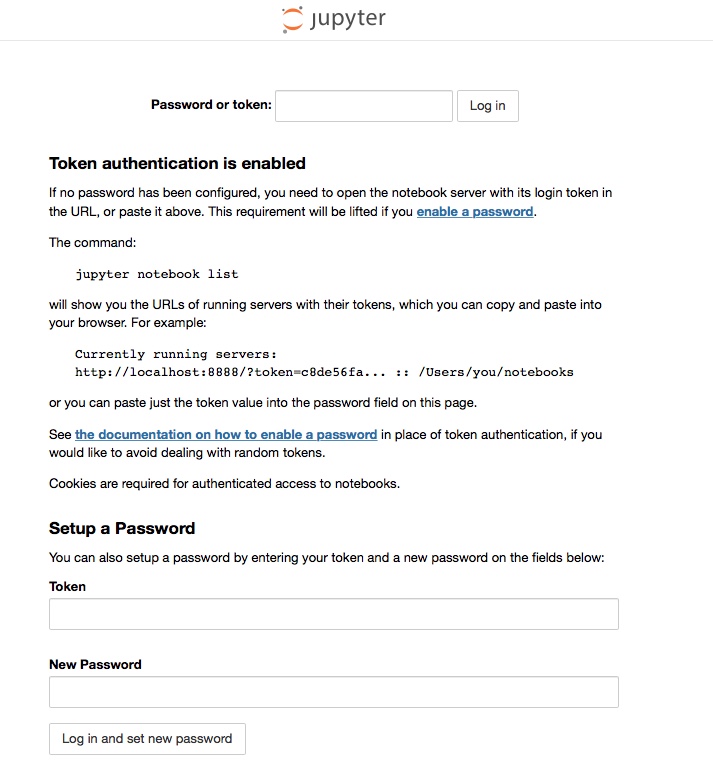 jupyter
Password or token: Log in
Token authentication is enabled
If no password has been configured, you need to open the notebook server with its login token in
the URL, or paste it above. This requirement will be lifted if you enable a password.
The command:
jupyter notebook list
will show you the URLs of running servers with their tokens, which you can copy and paste into
your browser. For example:
Currently running servers:
http://localhost:8888/?token=c8de56fa... :: /Users/you/notebooks
or you can paste just the token value into the password field on this page.
See the documentation on how to enable a password in place of token authentication, if you
would like to avoid dealing with random tokens.
Cookies are required for authenticated access to notebooks.
Setup a Password
You can also setup a password by entering your token and a new password on the fields below:
Token
New Password
Log in and set new password